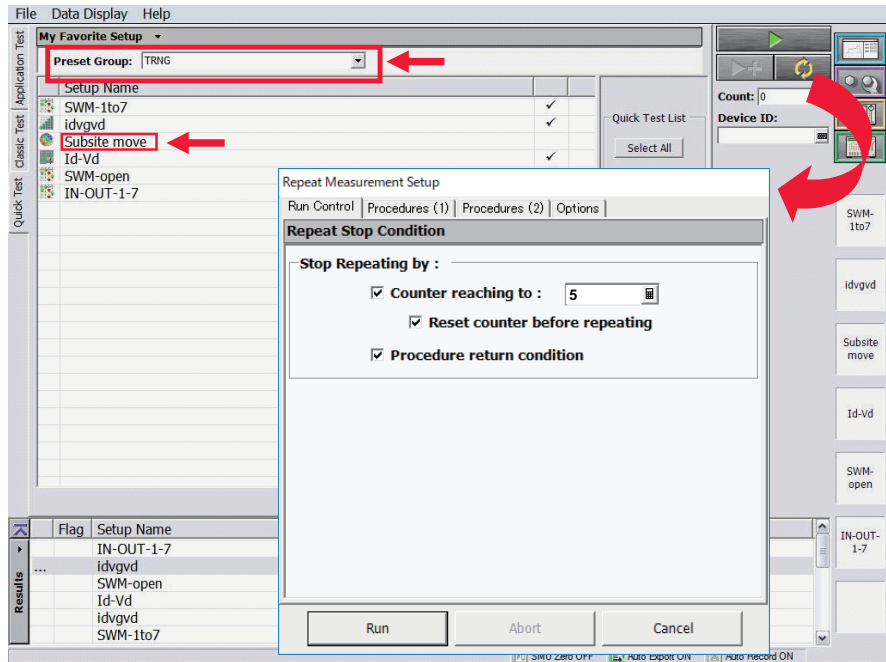 File Data Display Help
My Favorite Setup
Preset Group: TRNG
Setup Name
SWM-1to7
idvgvd
Subsite move
Id-Vd
SWM-open
IN-OUT-1-7
Application Test
Classic Test
Quick Test
Quick Test List
Select All
Count: 0
Device ID:
SWM-
1to7
idvgvd
Subsite
move
Id-Vd
SWM-
open
IN-OUT-
1-7
Repeat Measurement Setup
Run Control Procedures (1) Procedures (2) Options
Repeat Stop Condition
Stop Repeating by :
Counter reaching to : 5
Reset counter before repeating
Procedure return condition
Run Abort Cancel
Results
Flag Setup Name
IN-OUT-1-7
... idvgvd
SWM-open
Id-Vd
idvgvd
SWM-1to7
SMU Zero OFF Auto Export ON Auto Record ON